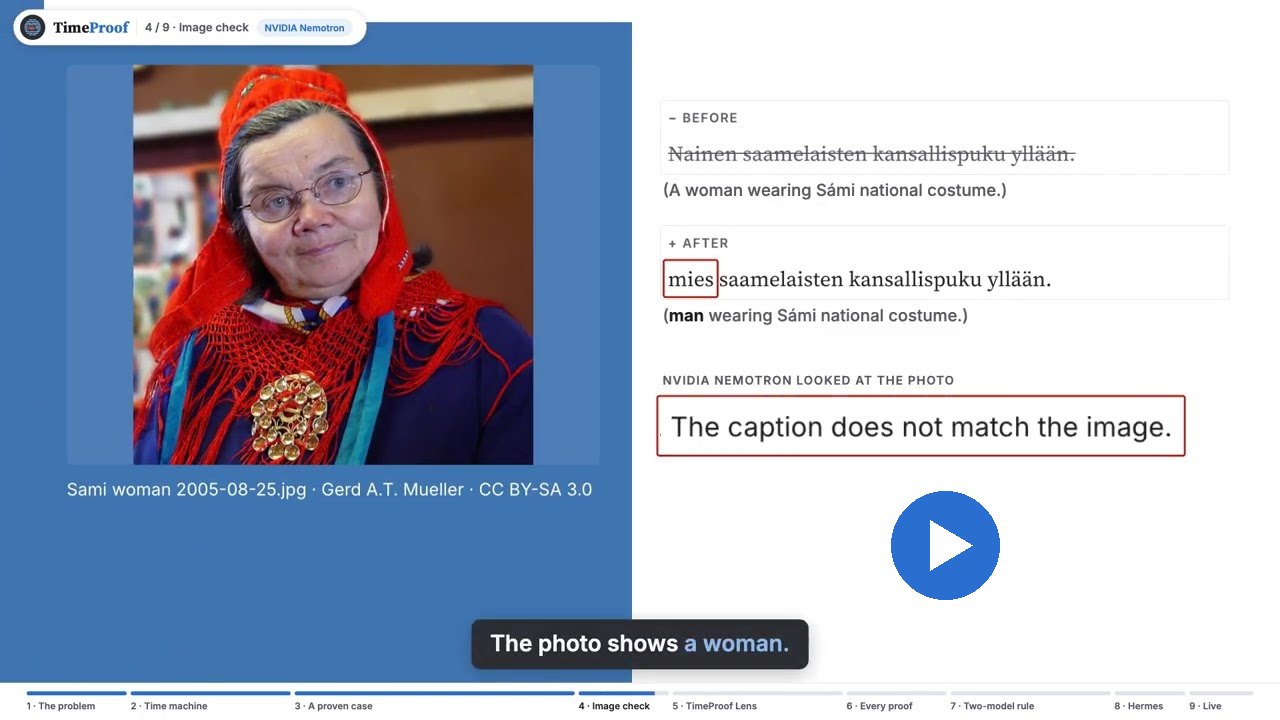 TimeProof 4 / 9 · Image check NVIDIA Nemotron
Sami woman 2005-08-25.jpg · Gerd A.T. Mueller · CC BY-SA 3.0
− BEFORE
Nainen saamelaisten kansallispuku yllään.
(A woman wearing Sámi national costume.)
+ AFTER
mies saamelaisten kansallispuku yllään.
(man wearing Sámi national costume.)
NVIDIA NEMOTRON LOOKED AT THE PHOTO
The caption does not match the image.
The photo shows a woman.
1 · The problem 2 · Time machine 3 · A proven case 4 · Image check 5 · TimeProof Lens 6 · Every proof 7 · Two-model rule 8 · Hermes 9 · Live